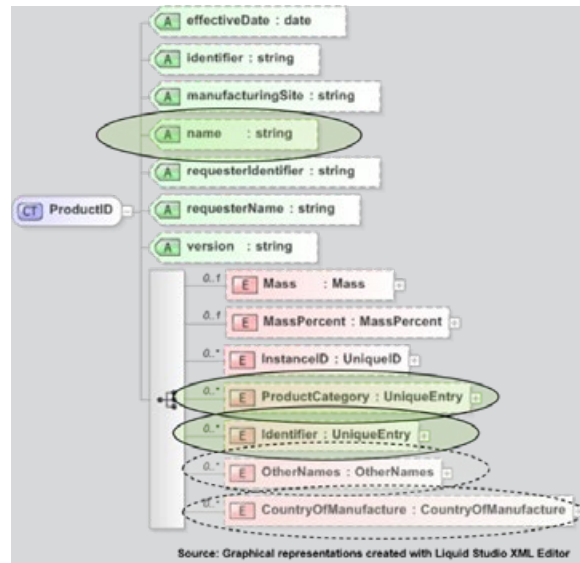 A effectiveDate : date
A identifier : string
A manufacturingSite : string
A name : string
A requesterIdentifier : string
CT ProductID
A requesterName : string
A version : string
0..1 E Mass : Mass
0..1 E MassPercent : MassPercent
0..* E InstanceID : UniqueID
0..* E ProductCategory : UniqueEntry
0..* E Identifier : UniqueEntry
0..* E OtherNames : OtherNames
0..* E CountryOfManufacture : CountryOfManufacture
Source: Graphical representations created with Liquid Studio XML Editor